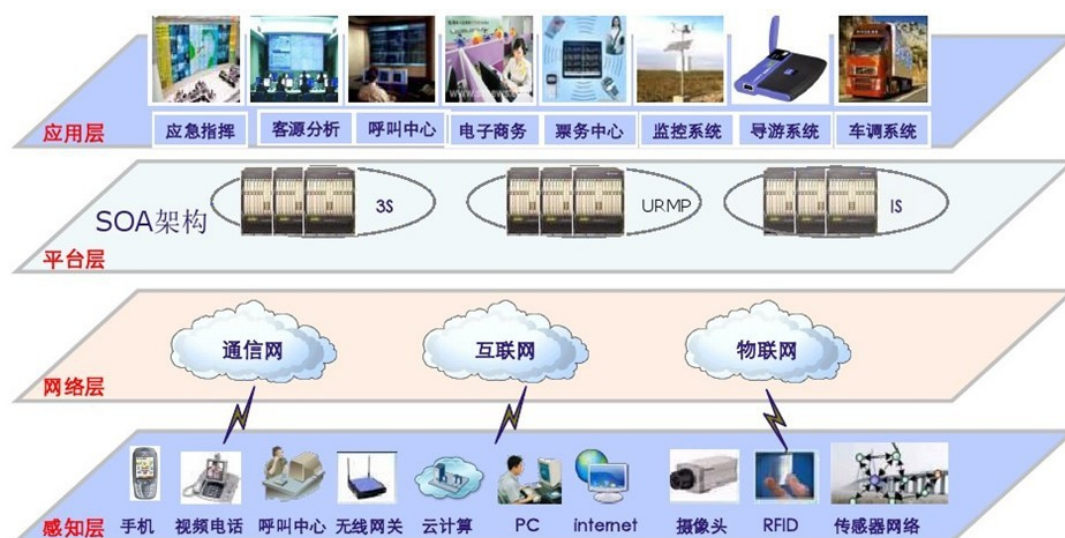 应急指挥
客源分析
呼叫中心
电子商务
票务中心
监控系统
导游系统
车调系统
应用层
SOA架构
3S
URMP
IS
平台层
通信网
互联网
物联网
网络层
手机
视频电话
呼叫中心
无线网关
云计算
PC
internet
摄像头
RFID
传感器网络
感知层